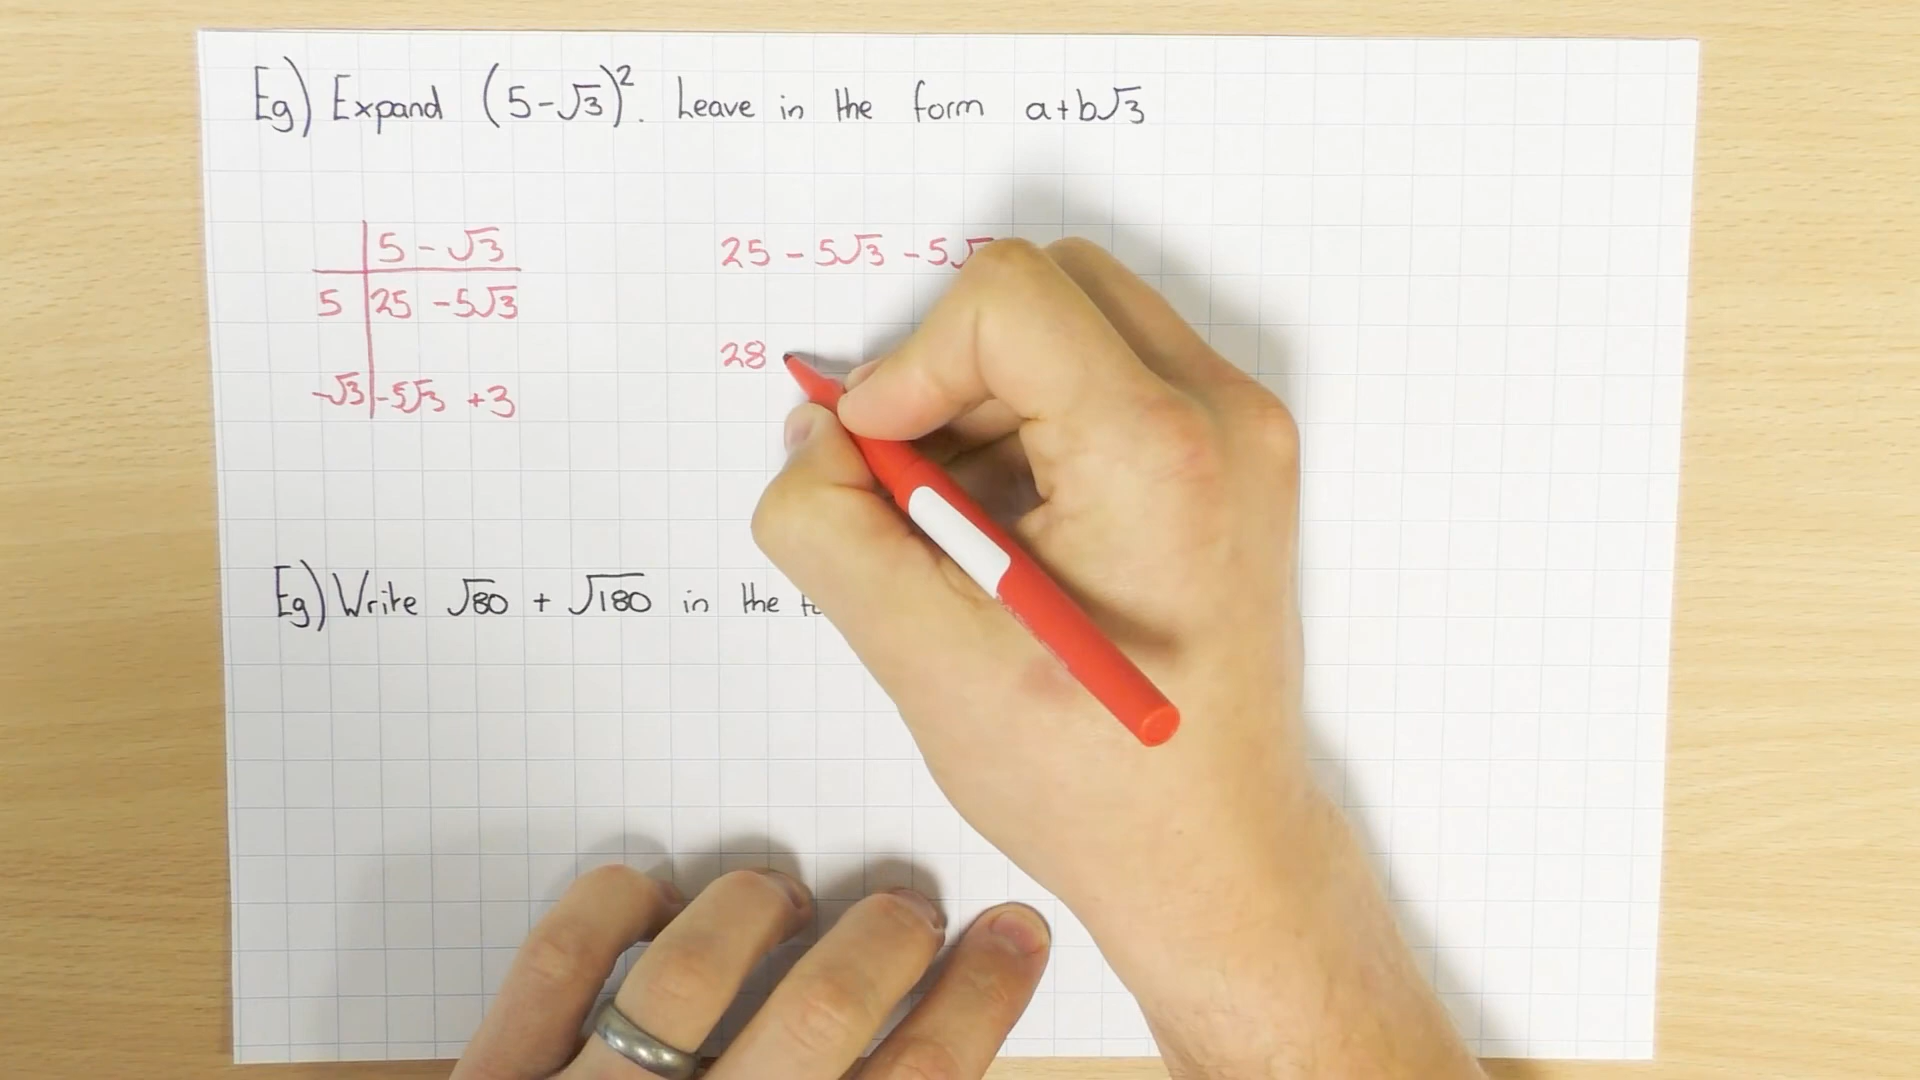 Eg) Expand (5-√3)². Leave in the form a+b√3
5 - √3
5 25 -5√3
-√3 -5√3 +3
25 - 5√3 - 5√
28
Eg) Write √80 + √180 in the